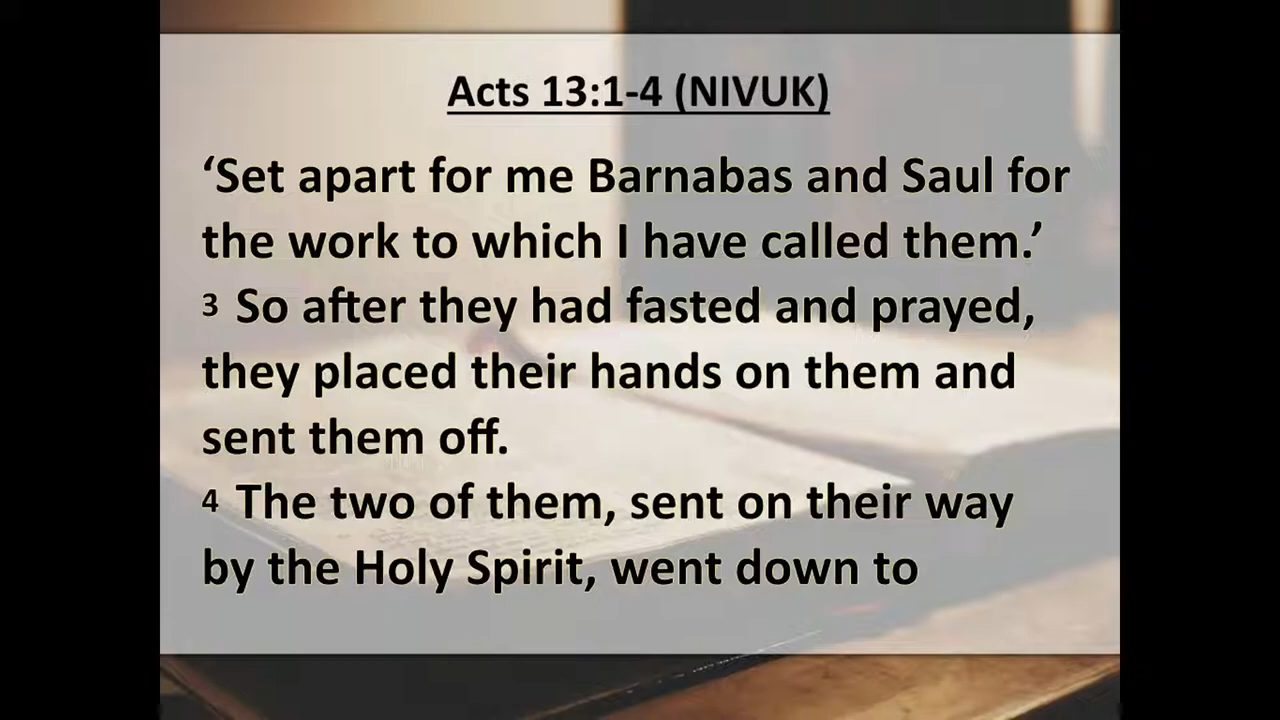 Acts 13:1-4 (NIVUK)
‘Set apart for me Barnabas and Saul for
the work to which I have called them.’
3 So after they had fasted and prayed,
they placed their hands on them and
sent them off.
4 The two of them, sent on their way
by the Holy Spirit, went down to